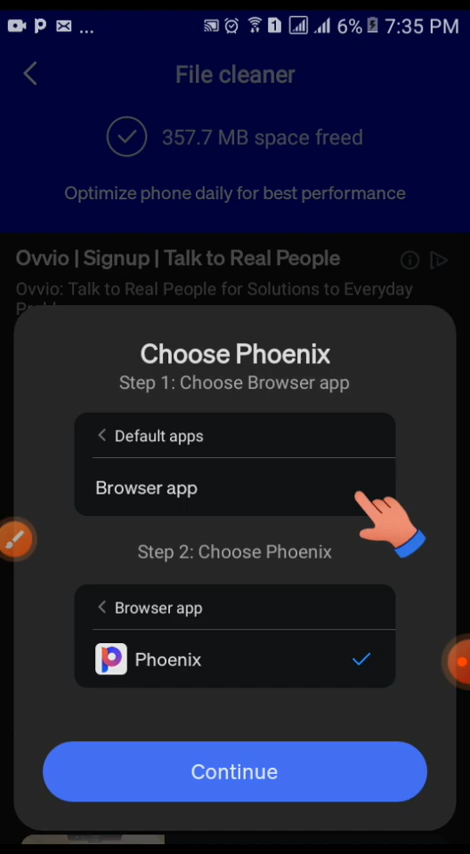 6% 7:35 PM
File cleaner
357.7 MB space freed
Optimize phone daily for best performance
Ovvio | Signup | Talk to Real People
Ovvio: Talk to Real People for Solutions to Everyday
Choose Phoenix
Step 1: Choose Browser app
Default apps
Browser app
Step 2: Choose Phoenix
Browser app
Phoenix
Continue